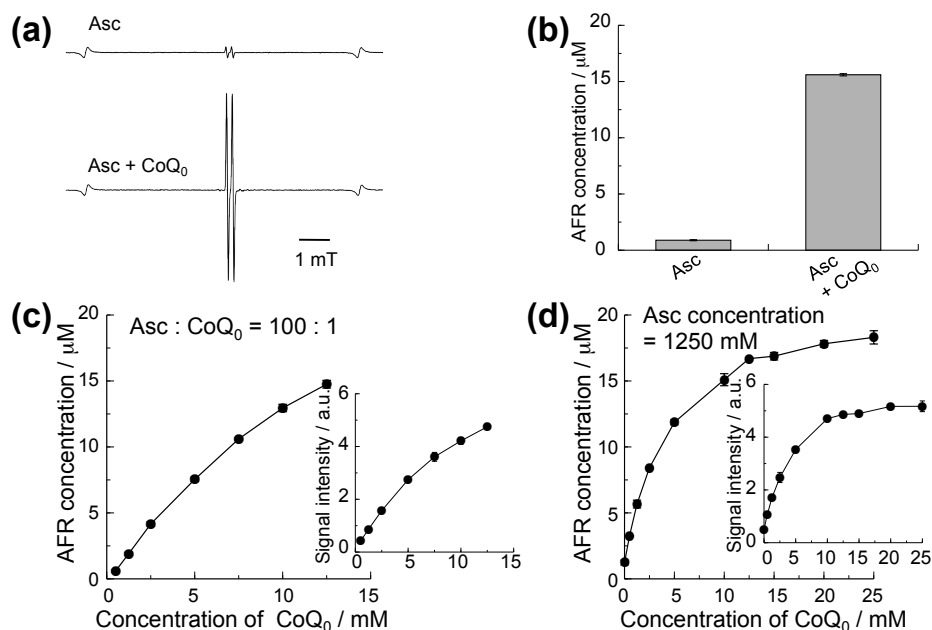 (a)
Asc
Asc + CoQ₀
1 mT
(b)
AFR concentration / μM
20
15
10
5
0
Asc
Asc
+ CoQ₀
(c)
Asc : CoQ₀ = 100 : 1
AFR concentration / μM
20
15
10
5
0
0 5 10 15
Concentration of CoQ₀ / mM
Signal intensity / a.u.
6
4
2
0
0 5 10 15
(d)
Asc concentration
= 1250 mM
AFR concentration / μM
20
15
10
5
0
0 5 10 15 20 25
Concentration of CoQ₀ / mM
Signal intensity / a.u.
6
4
2
0
0 5 10 15 20 25